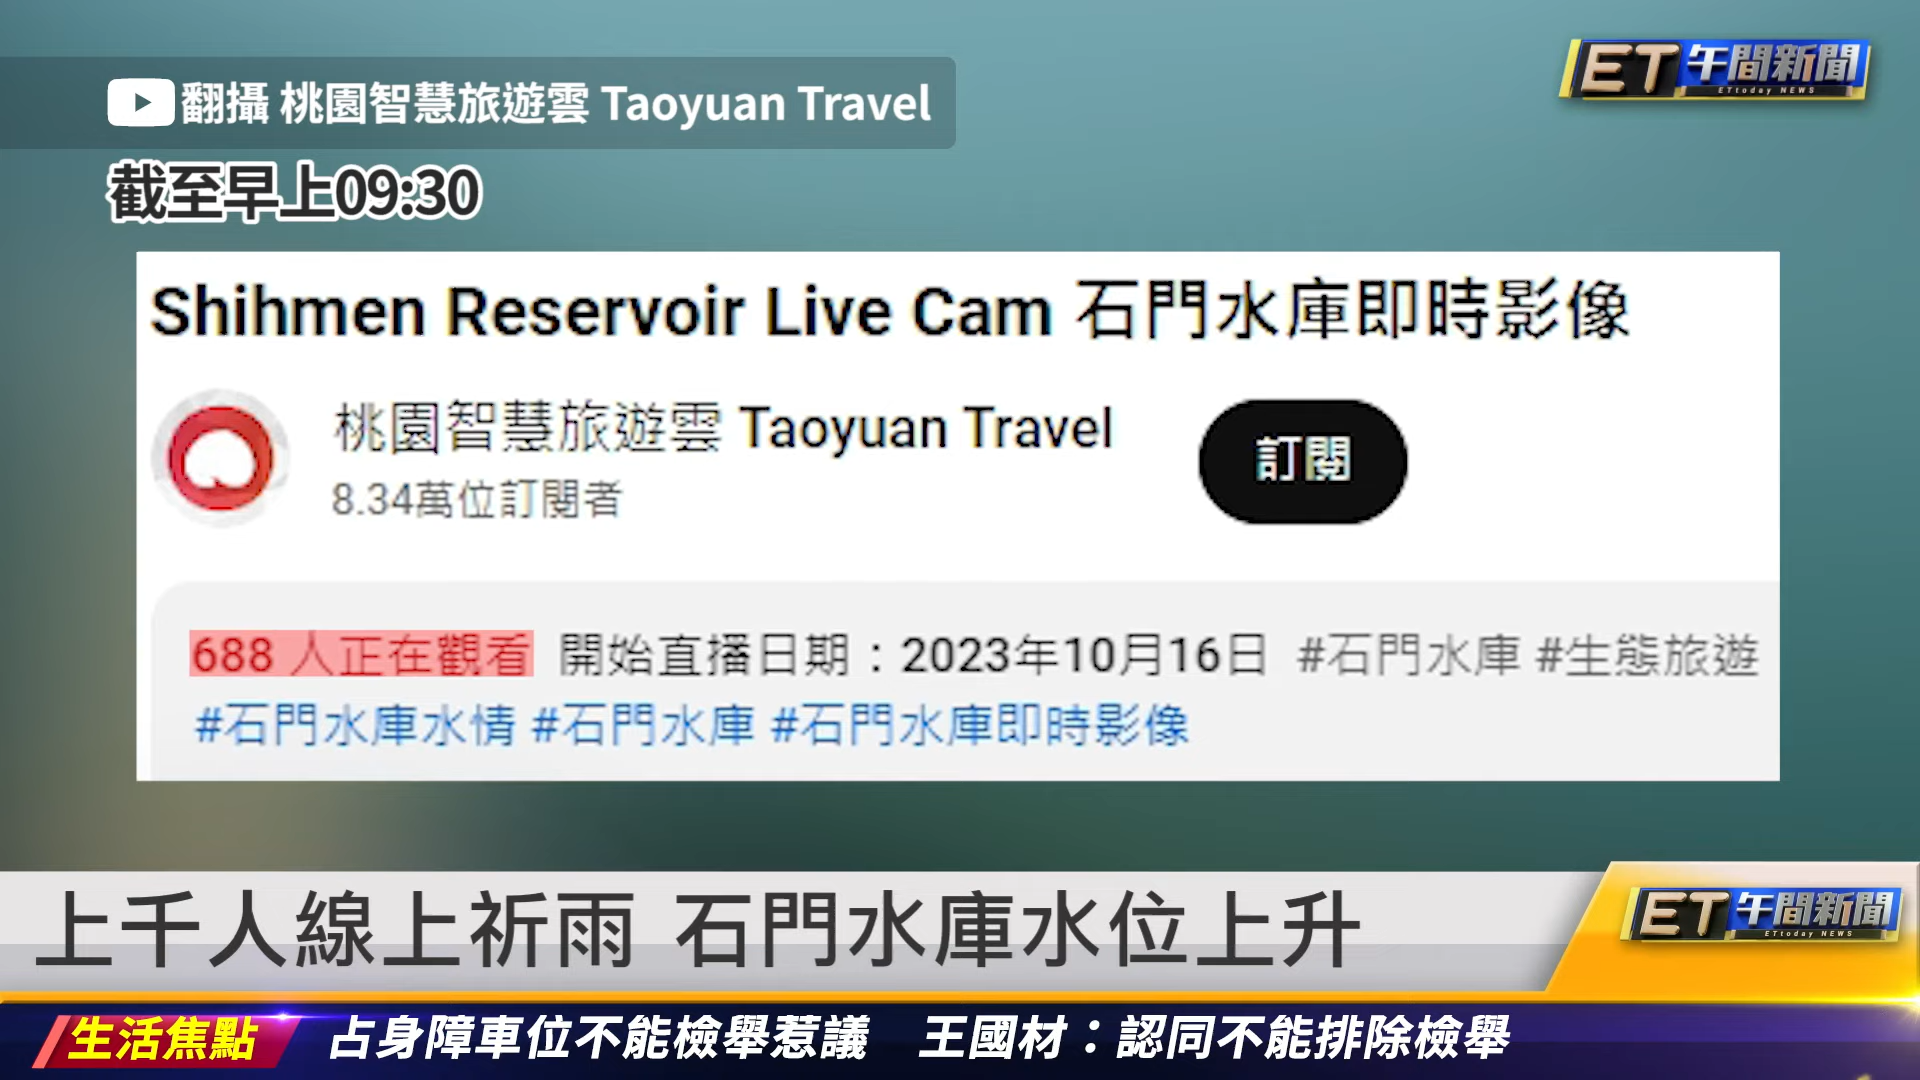 翻攝 桃園智慧旅遊雲 Taoyuan Travel
ET午間新聞
ETtoday NEWS
截至早上09:30
Shihmen Reservoir Live Cam 石門水庫即時影像
桃園智慧旅遊雲 Taoyuan Travel
8.34萬位訂閱者
訂閱
688 人正在觀看 開始直播日期：2023年10月16日 #石門水庫 #生態旅遊
#石門水庫水情 #石門水庫 #石門水庫即時影像
上千人線上祈雨 石門水庫水位上升
ET午間新聞
ETtoday NEWS
生活焦點 占身障車位不能檢舉惹議 王國材：認同不能排除檢舉